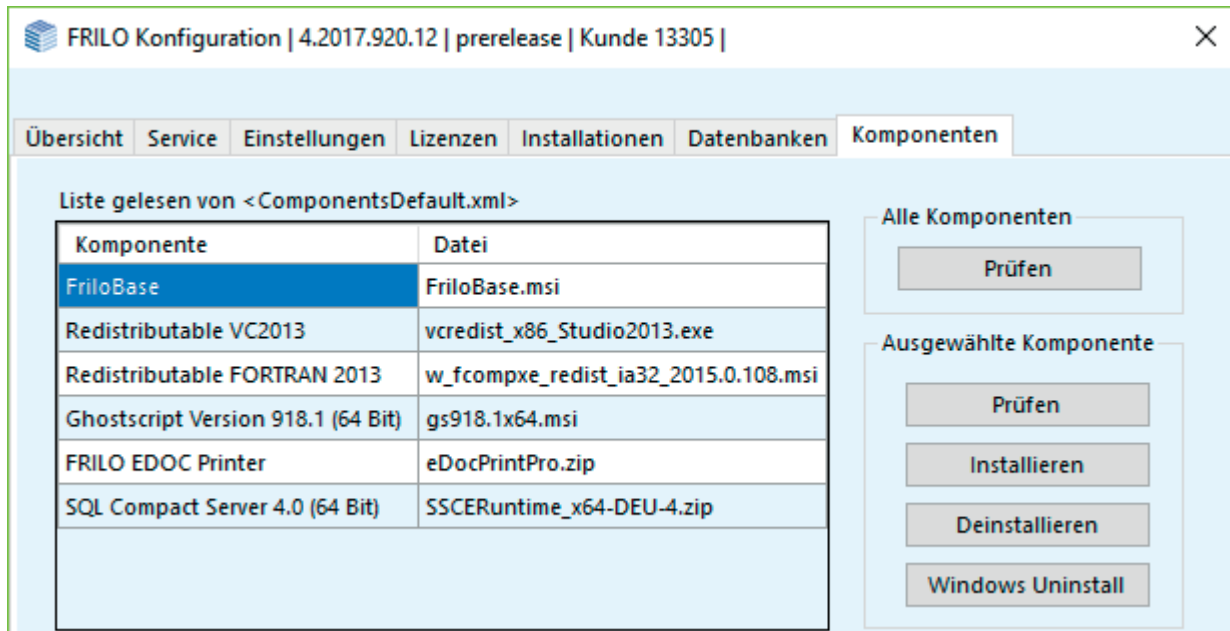 FRILO Konfiguration | 4.2017.920.12 | prerelease | Kunde 13305 |
Übersicht Service Einstellungen Lizenzen Installationen Datenbanken Komponenten
Liste gelesen von <ComponentsDefault.xml>
Komponente Datei
FriloBase FriloBase.msi
Redistributable VC2013 vcredist_x86_Studio2013.exe
Redistributable FORTRAN 2013 w_fcompxe_redist_ia32_2015.0.108.msi
Ghostscript Version 918.1 (64 Bit) gs918.1x64.msi
FRILO EDOC Printer eDocPrintPro.zip
SQL Compact Server 4.0 (64 Bit) SSCERuntime_x64-DEU-4.zip
Alle Komponenten
Prüfen
Ausgewählte Komponente
Prüfen
Installieren
Deinstallieren
Windows Uninstall